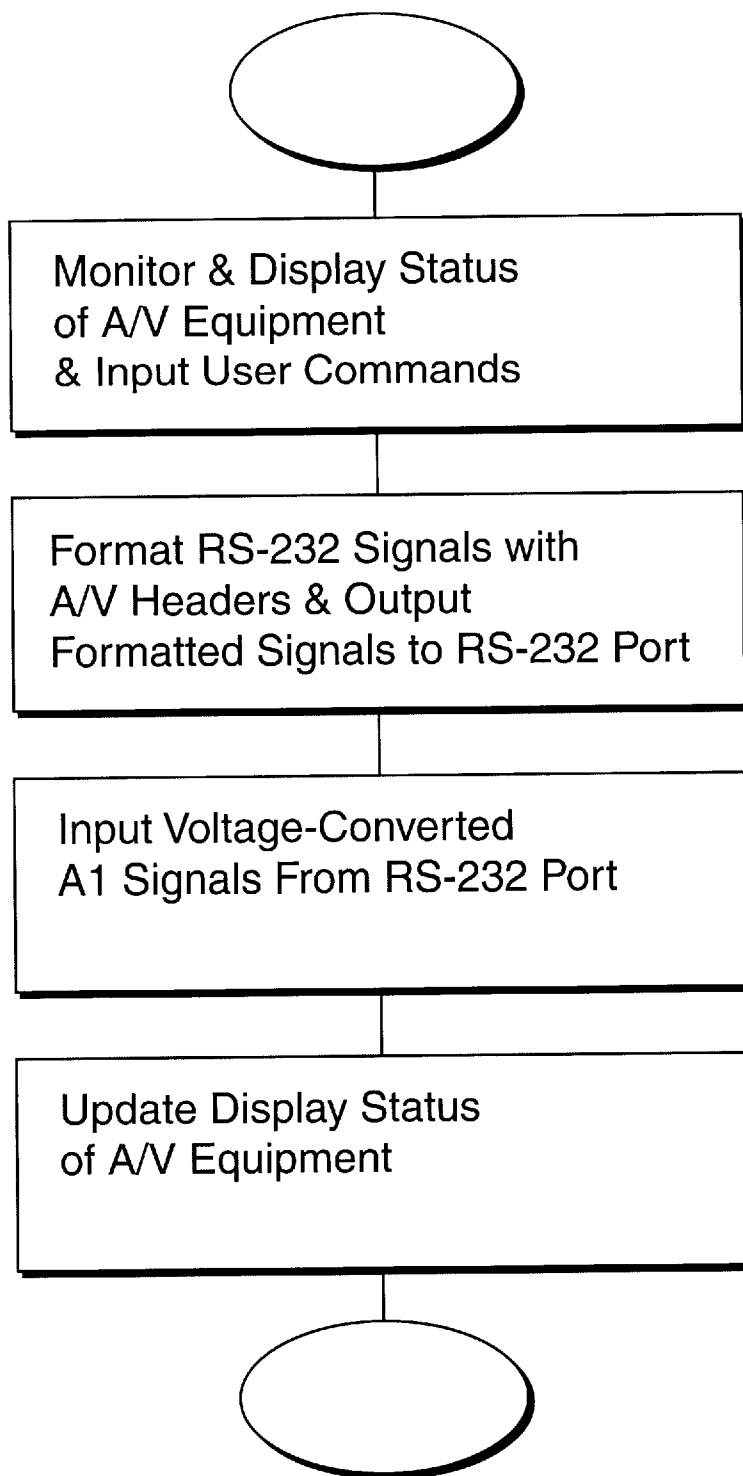 Monitor & Display Status
of A/V Equipment
& Input User Commands
Format RS-232 Signals with
A/V Headers & Output
Formatted Signals to RS-232 Port
Input Voltage-Converted
A1 Signals From RS-232 Port
Update Display Status
of A/V Equipment